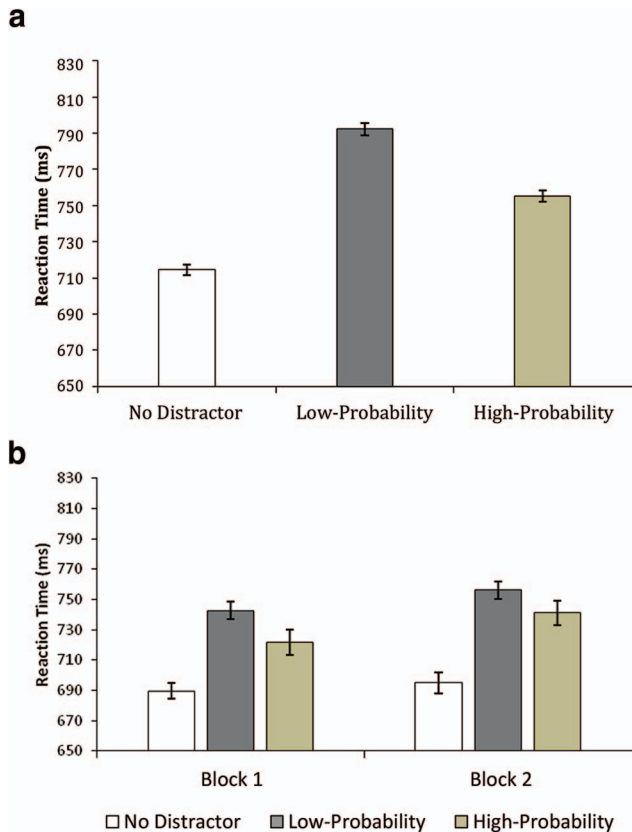 a
Reaction Time (ms)
830
810
790
770
750
730
710
690
670
650
No Distractor Low-Probability High-Probability
b
Reaction Time (ms)
830
810
790
770
750
730
710
690
670
650
Block 1 Block 2
No Distractor Low-Probability High-Probability